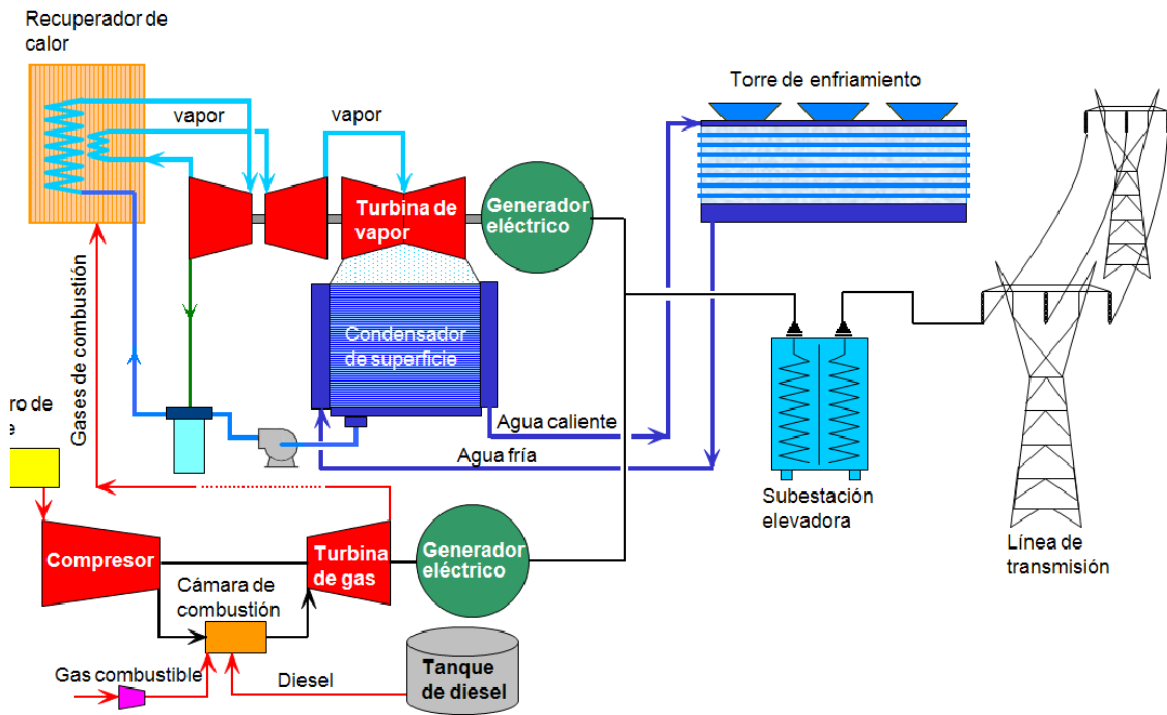 Recuperador de
calor
vapor
vapor
Torre de enfriamiento
Turbina de
vapor
Generador
eléctrico
Condensador
de superficie
Gases de combustión
ro de
e
Agua caliente
Agua fría
Subestación
elevadora
Línea de
transmisión
Compresor
Turbina
de gas
Generador
eléctrico
Cámara de
combustión
Gas combustible
Diesel
Tanque
de diesel